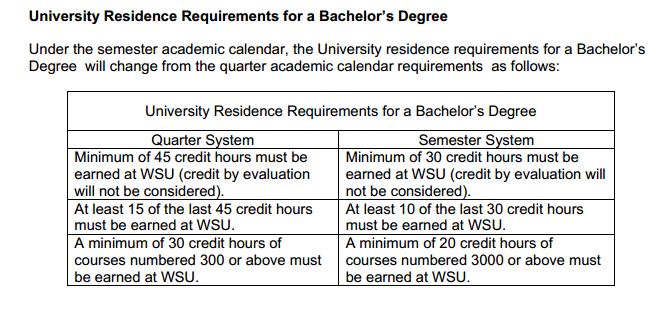 University Residence Requirements for a Bachelor's Degree
Under the semester academic calendar, the University residence requirements for a Bachelor's
Degree will change from the quarter academic calendar requirements as follows:
University Residence Requirements for a Bachelor's Degree
Quarter System
Minimum of 45 credit hours must be
earned at WSU (credit by evaluation
will not be considered).
At least 15 of the last 45 credit hours
must be earned at WSU.
A minimum of 30 credit hours of
courses numbered 300 or above must
be earned at WSU.
Semester System
Minimum of 30 credit hours must be
earned at WSU (credit by evaluation will
not be considered).
At least 10 of the last 30 credit hours
must be earned at WSU.
A minimum of 20 credit hours of
courses numbered 3000 or above must
be earned at WSU.